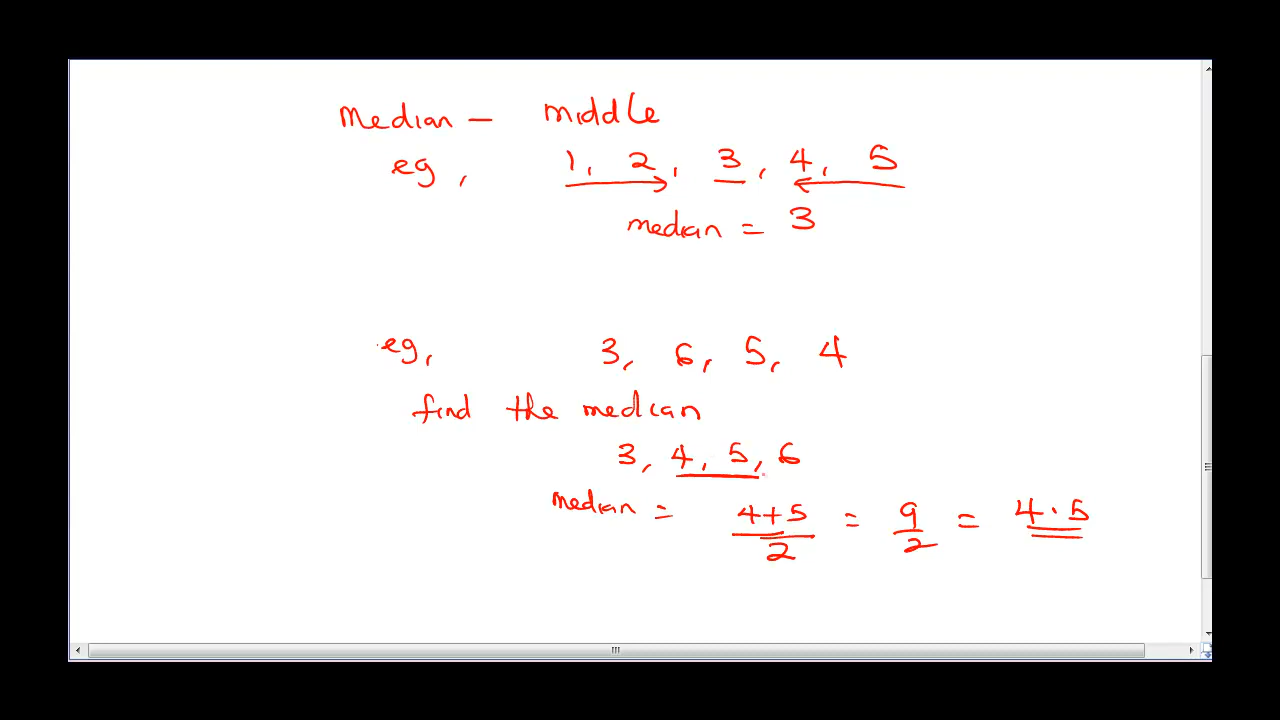 Median - middle
eg, 1, 2, 3, 4, 5
median = 3
eg, 3, 6, 5, 4
find the median
3, 4, 5, 6
median = 4+5/2 = 9/2 = 4.5